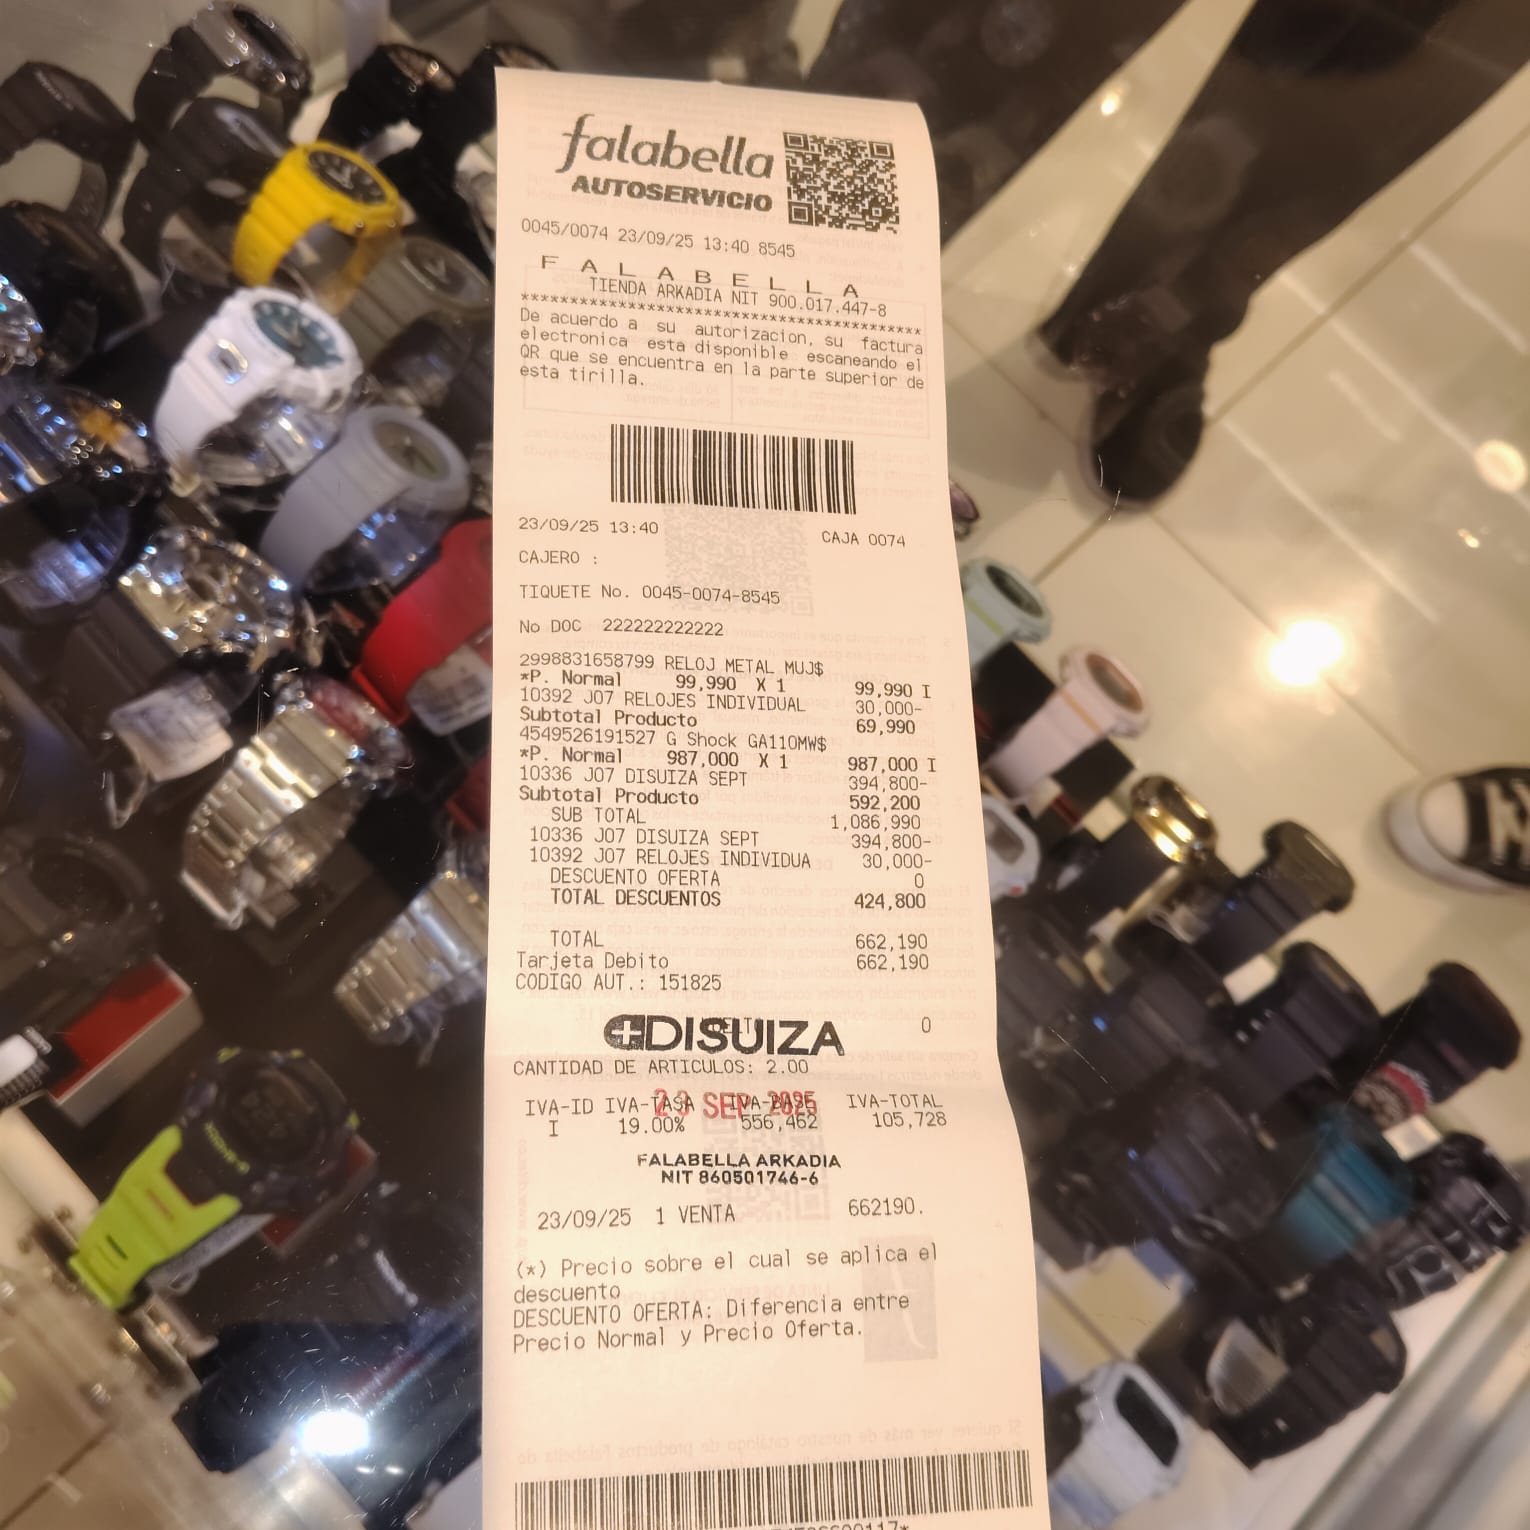 falabella
AUTOSERVICIO
0045/0074 23/09/25 13:40 8545
F A L A B E L L A
TIENDA ARKADIA NIT 900.017.447-8
*****************************************
De acuerdo a su autorizacion, su factura
electronica esta disponible escaneando el
QR que se encuentra en la parte superior de
esta tirilla.
23/09/25 13:40 CAJA 0074
CAJERO :
TIQUETE No. 0045-0074-8545
No DOC 222222222222
2998831658799 RELOJ METAL MUJ$
*P. Normal 99,990 X 1 99,990 I
10392 J07 RELOJES INDIVIDUAL 30,000-
Subtotal Producto 69,990
4549526191527 G Shock GA110MW$
*P. Normal 987,000 X 1 987,000 I
10336 J07 DISUIZA SEPT 394,800-
Subtotal Producto 592,200
SUB TOTAL 1,086,990
10336 J07 DISUIZA SEPT 394,800-
10392 J07 RELOJES INDIVIDUA 30,000-
DESCUENTO OFERTA 0
TOTAL DESCUENTOS 424,800
TOTAL 662,190
Tarjeta Debito 662,190
CODIGO AUT.: 151825
DISUIZA 0
CANTIDAD DE ARTICULOS: 2.00
23 SEP 2025
IVA-ID IVA-TASA IVA-BASE IVA-TOTAL
I 19.00% 556,462 105,728
FALABELLA ARKADIA
NIT 860501746-6
23/09/25 1 VENTA 662190.
(*) Precio sobre el cual se aplica el
descuento
DESCUENTO OFERTA: Diferencia entre
Precio Normal y Precio Oferta.